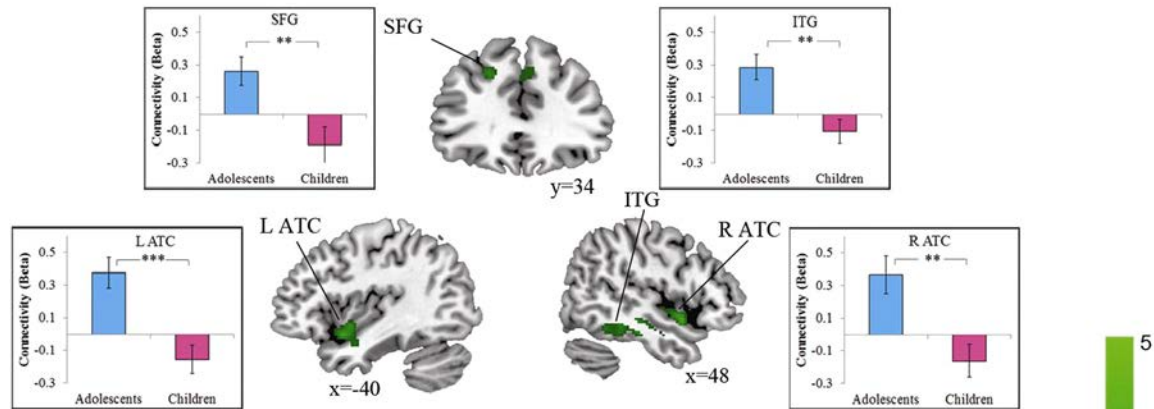 SFG
**
Connectivity (Beta)
0.5
0.3
0.1
-0.1
-0.3
Adolescents Children
SFG
y=34
ITG
**
Connectivity (Beta)
0.5
0.3
0.1
-0.1
-0.3
Adolescents Children
L ATC
***
Connectivity (Beta)
0.5
0.3
0.1
-0.1
-0.3
Adolescents Children
L ATC
x=-40
ITG
R ATC
x=48
R ATC
**
Connectivity (Beta)
0.5
0.3
0.1
-0.1
-0.3
Adolescents Children
5